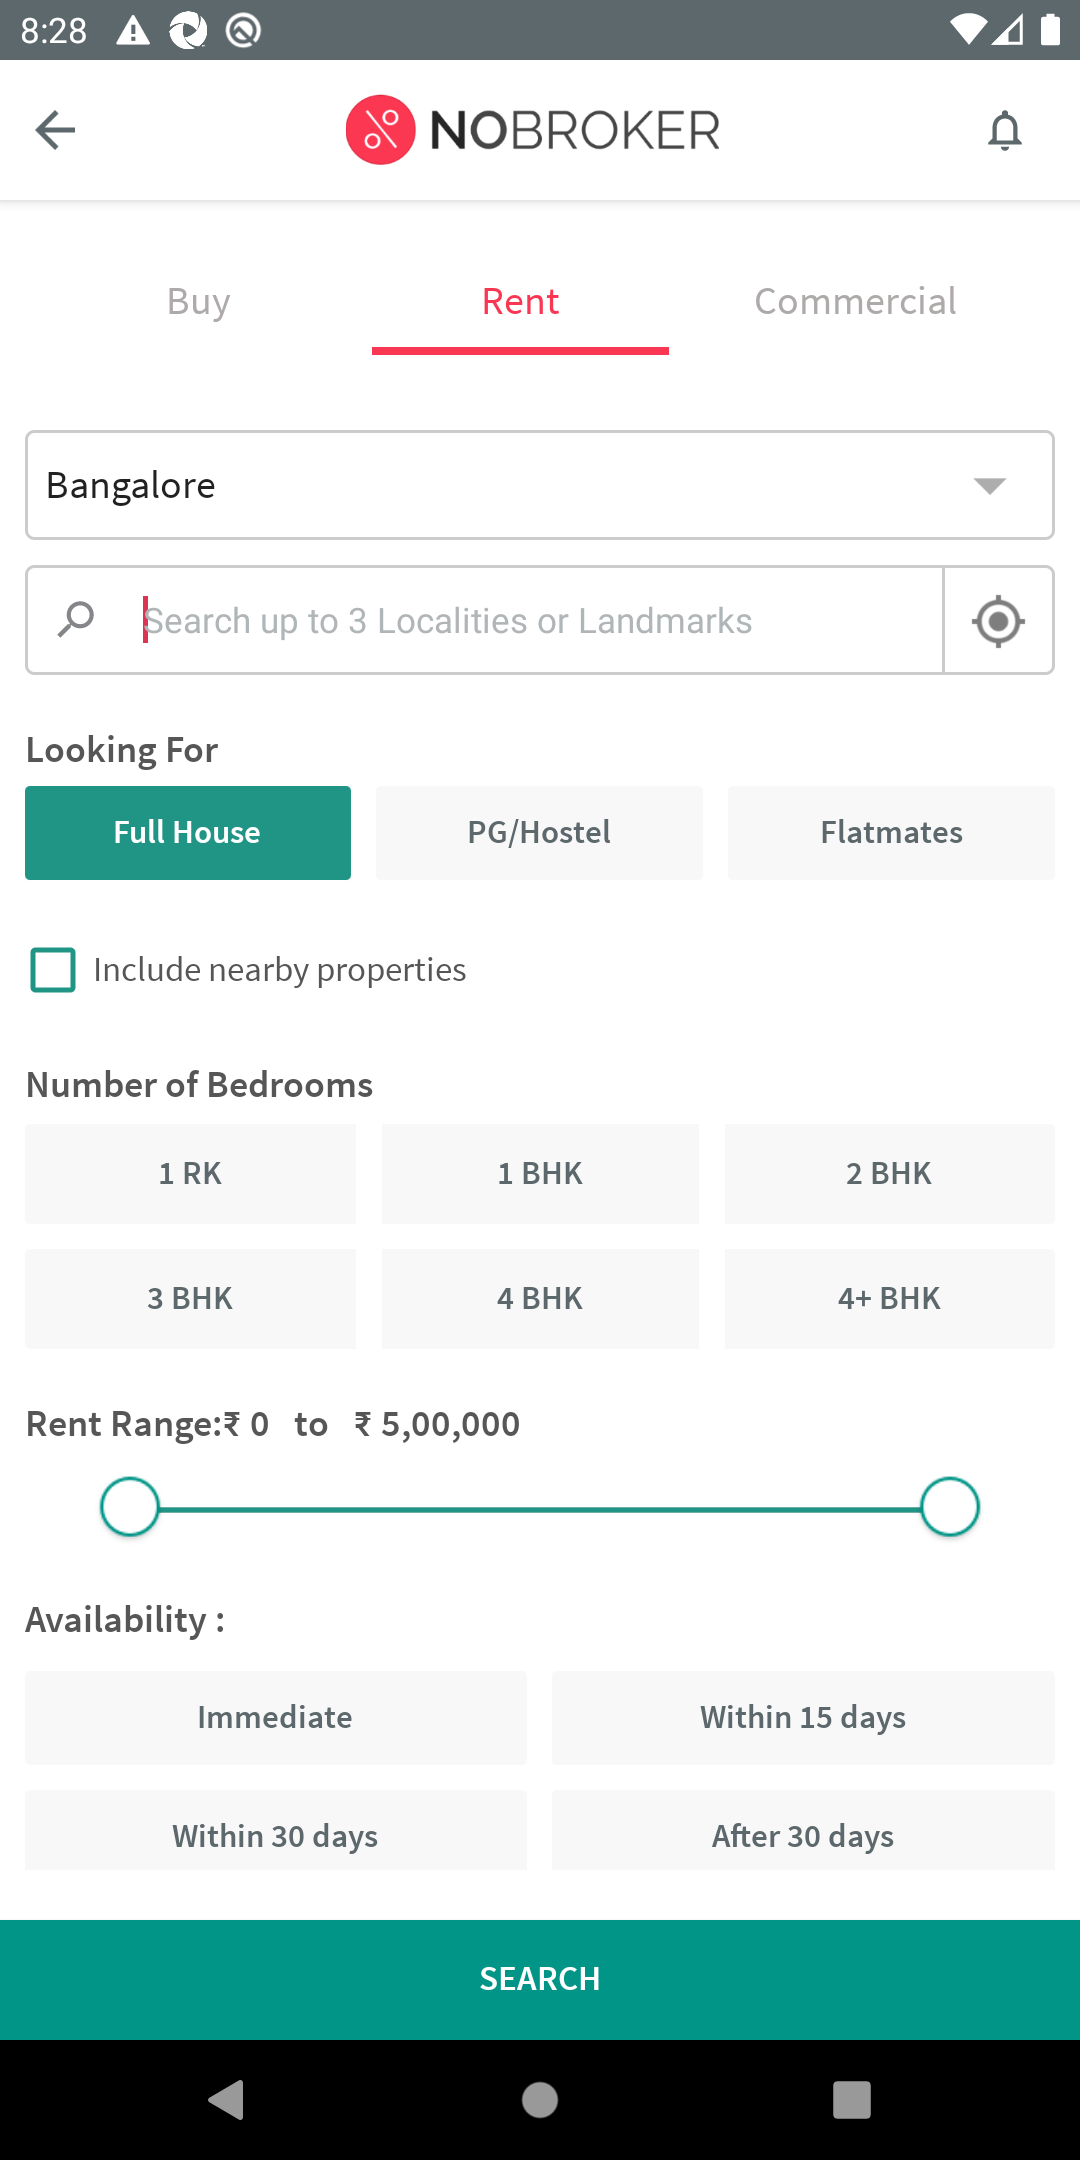 8:28
NOBROKER
Buy Rent Commercial
Bangalore
Search up to 3 Localities or Landmarks
Looking For
Full House PG/Hostel Flatmates
Include nearby properties
Number of Bedrooms
1 RK 1 BHK 2 BHK
3 BHK 4 BHK 4+ BHK
Rent Range:₹ 0 to ₹ 5,00,000
Availability :
Immediate Within 15 days
Within 30 days After 30 days
SEARCH